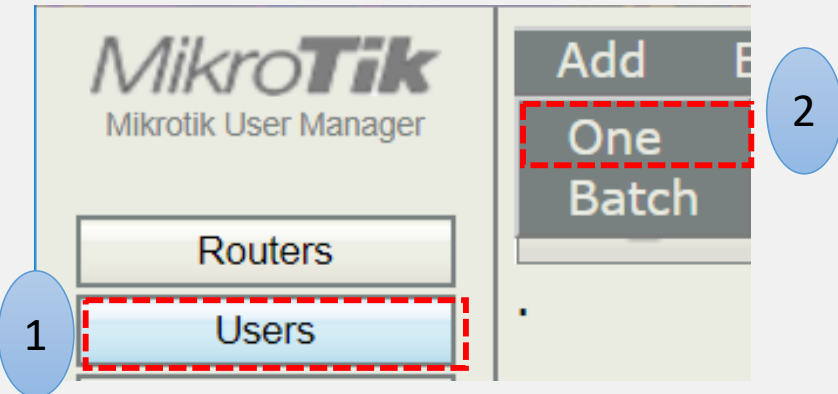 MikroTik
Mikrotik User Manager
Routers
Users
1
Add
One
Batch
2